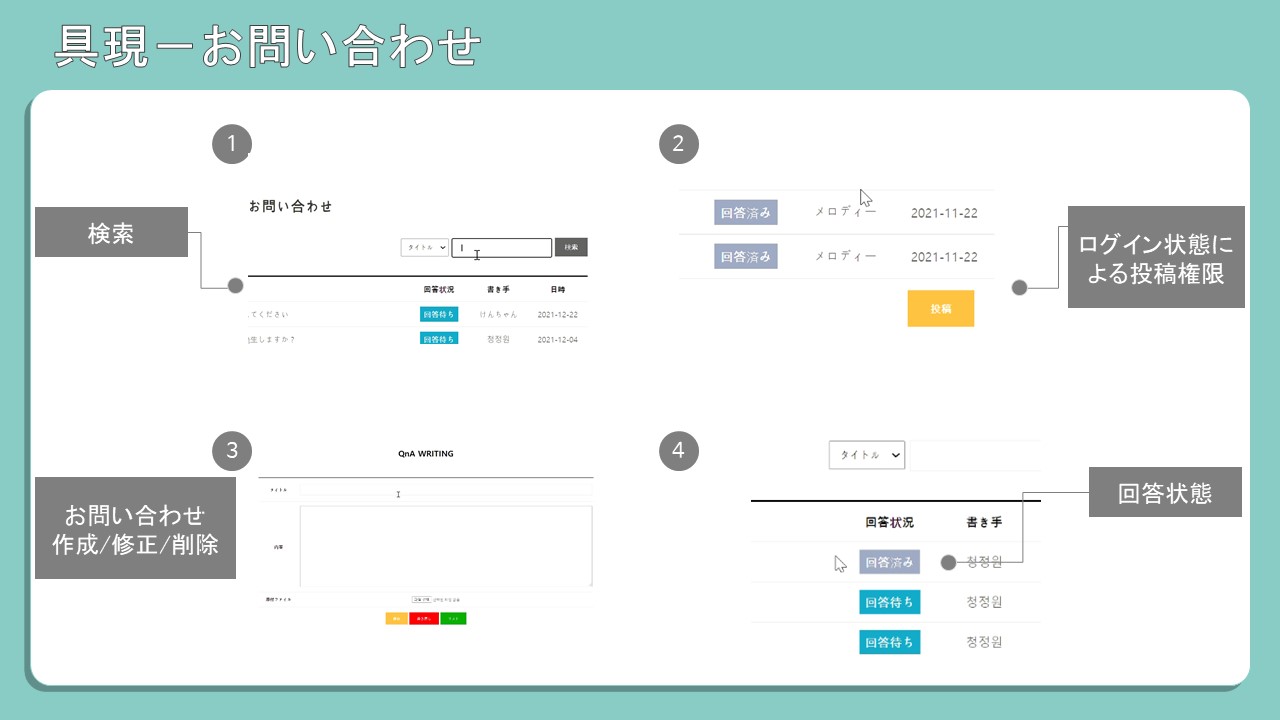 具現－お問い合わせ
1
検索
お問い合わせ
タイトル
検索
回答状況 書き手 日時
てください 回答待ち けんちゃん 2021-12-22
生しますか? 回答待ち 청정원 2021-12-04
2
回答済み メロディー 2021-11-22
回答済み メロディー 2021-11-22
投稿
ログイン状態に
よる投稿権限
3
お問い合わせ
作成/修正/削除
QnA WRITING
タイトル
内容
添付ファイル
4
タイトル
回答状況 書き手
回答済み 청정원
回答待ち 청정원
回答待ち 청정원
回答状態